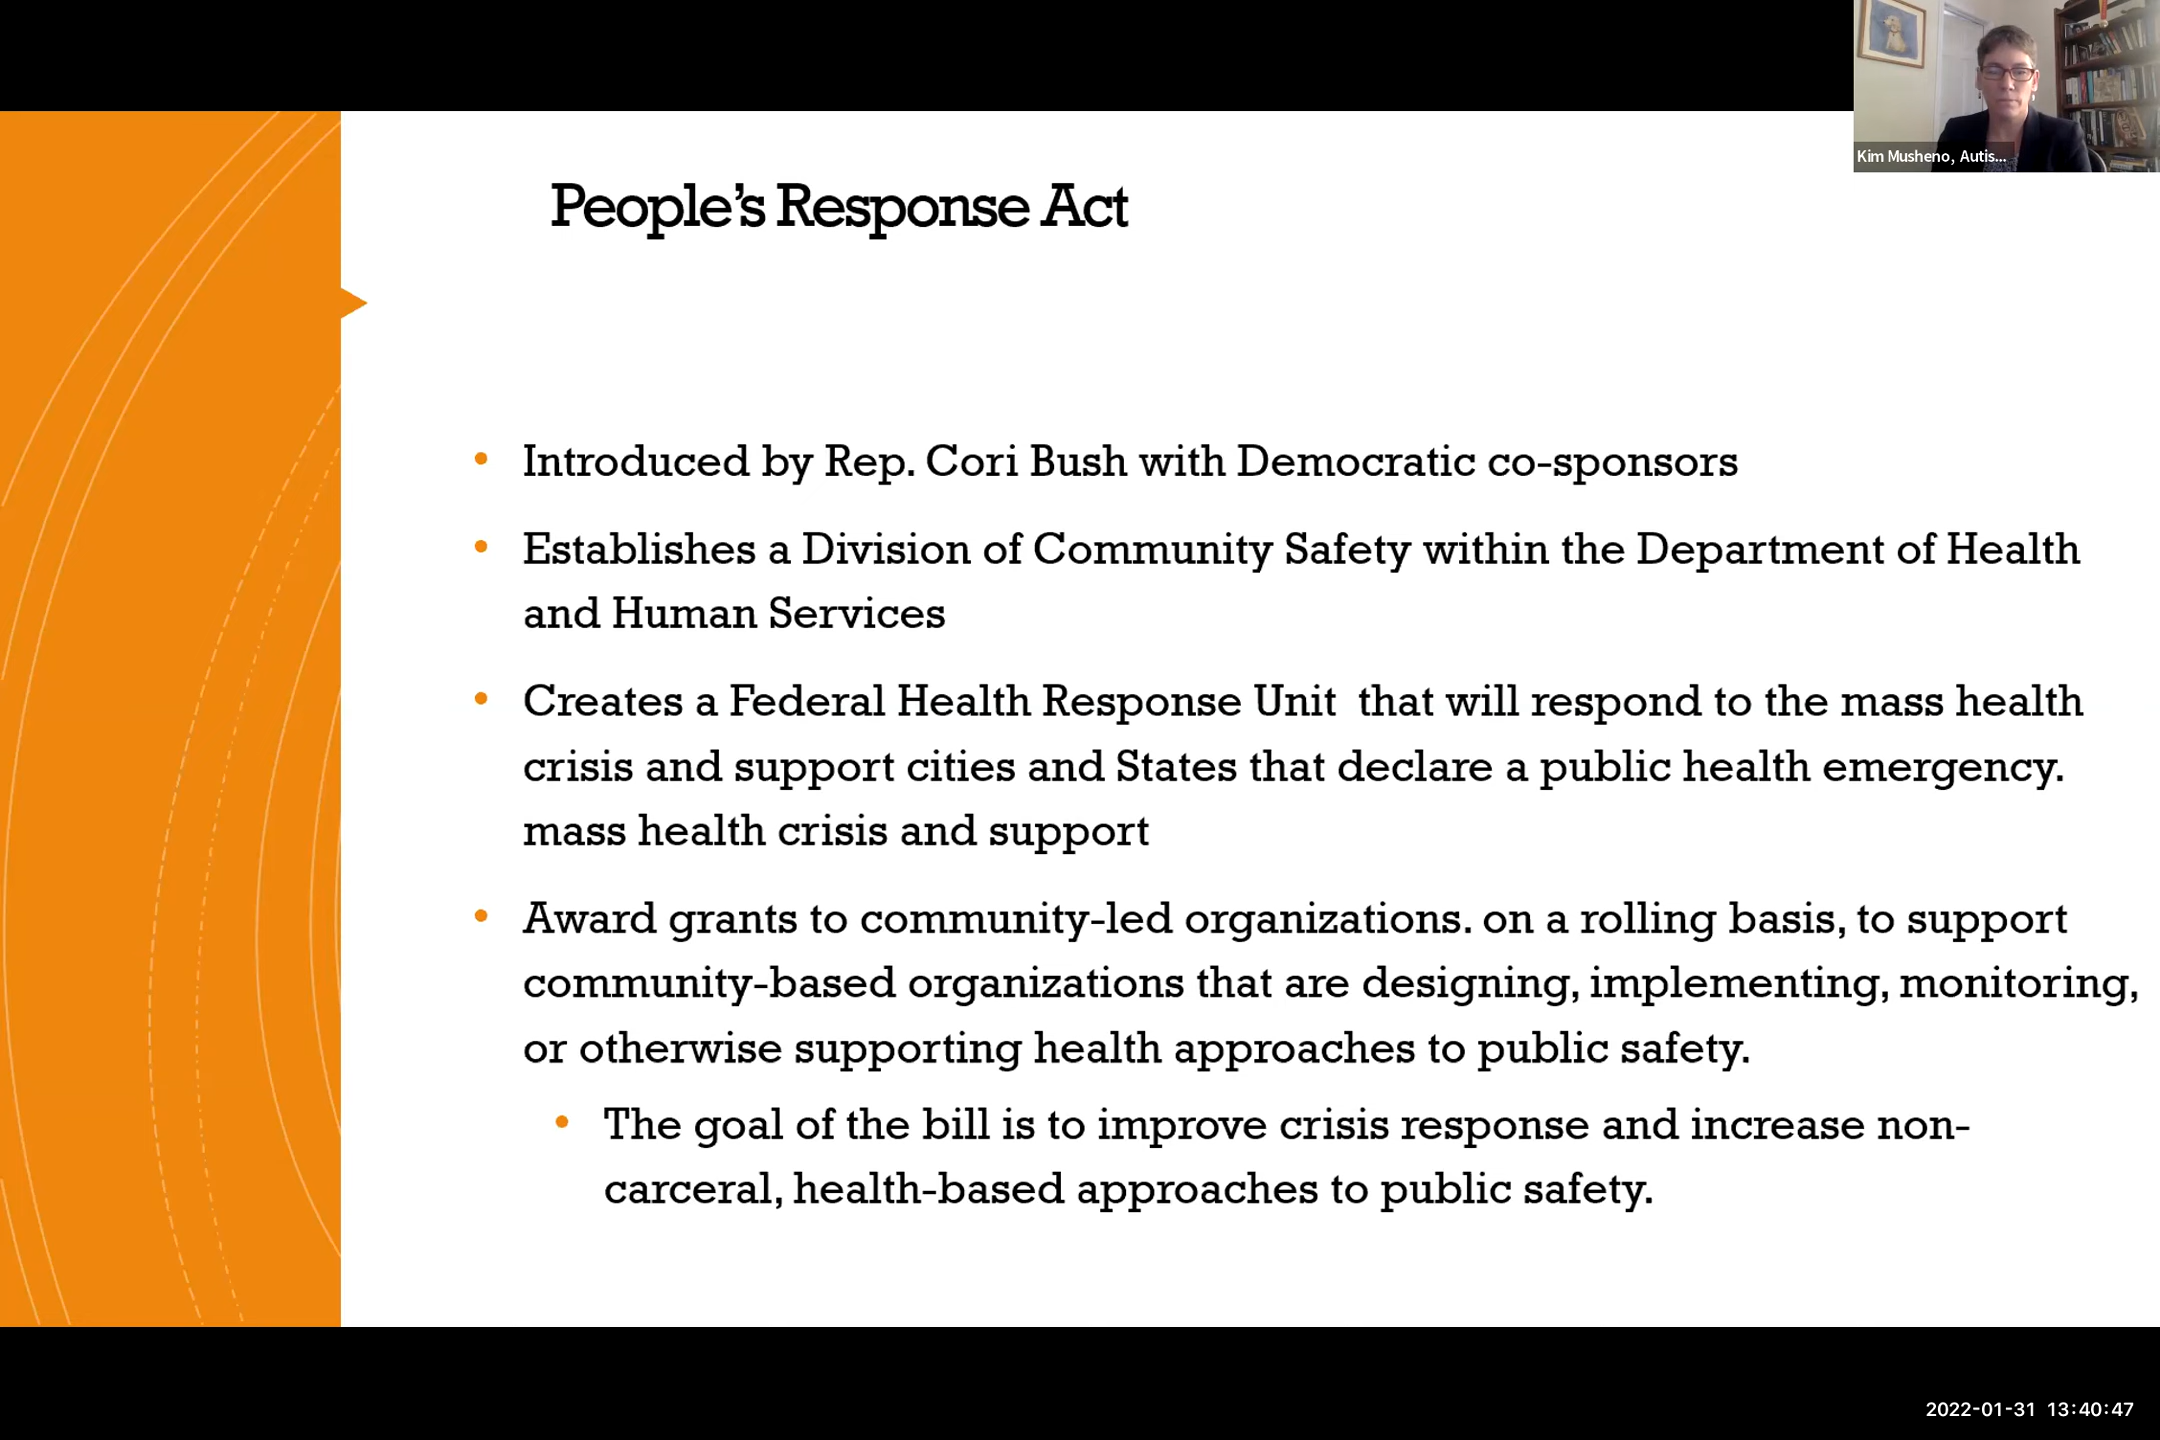 Kim Musheno, Autis...
People’s Response Act
• Introduced by Rep. Cori Bush with Democratic co-sponsors
• Establishes a Division of Community Safety within the Department of Health
and Human Services
• Creates a Federal Health Response Unit  that will respond to the mass health
crisis and support cities and States that declare a public health emergency.
mass health crisis and support
• Award grants to community-led organizations. on a rolling basis, to support
community-based organizations that are designing, implementing, monitoring,
or otherwise supporting health approaches to public safety.
• The goal of the bill is to improve crisis response and increase non-
carceral, health-based approaches to public safety.
2022-01-31 13:40:47